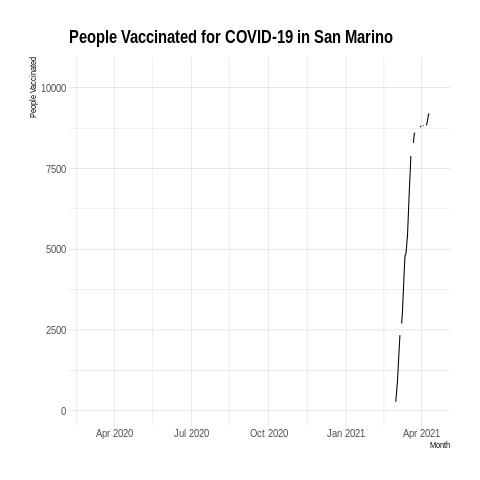 People Vaccinated for COVID-19 in San Marino
People Vaccinated
10000
7500
5000
2500
0
Apr 2020 Jul 2020 Oct 2020 Jan 2021 Apr 2021
Month